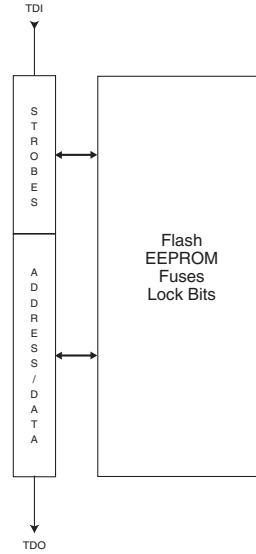 TDI
STROBES
ADDRESS/DATA
Flash
EEPROM
Fuses
Lock Bits
TDO